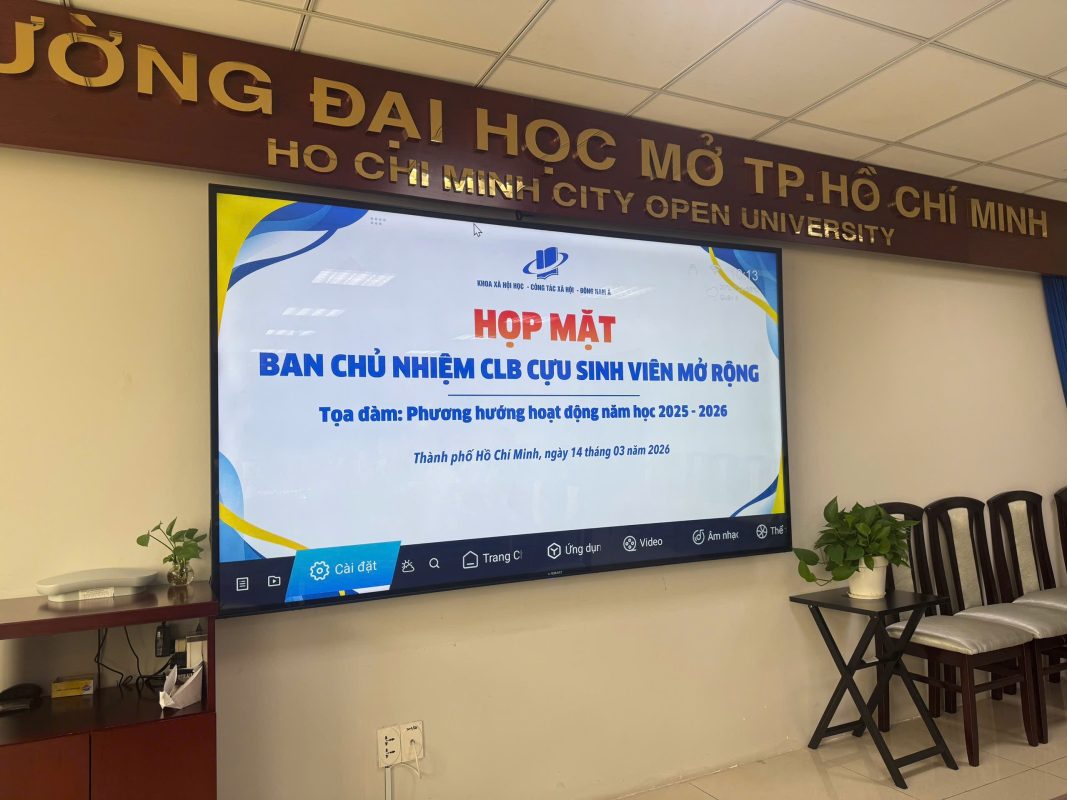 ƯỜNG ĐẠI HỌC MỞ TP.HỒ CHÍ MINH
HO CHI MINH CITY OPEN UNIVERSITY
KHOA XÃ HỘI HỌC - CÔNG TÁC XÃ HỘI - ĐÔNG NAM Á
HỌP MẶT
BAN CHỦ NHIỆM CLB CỰU SINH VIÊN MỞ RỘNG
Tọa đàm: Phương hướng hoạt động năm học 2025 - 2026
Thành phố Hồ Chí Minh, ngày 14 tháng 03 năm 2026
Cài đặt Trang Ch Ứng dụn Video Âm nhạc Thể